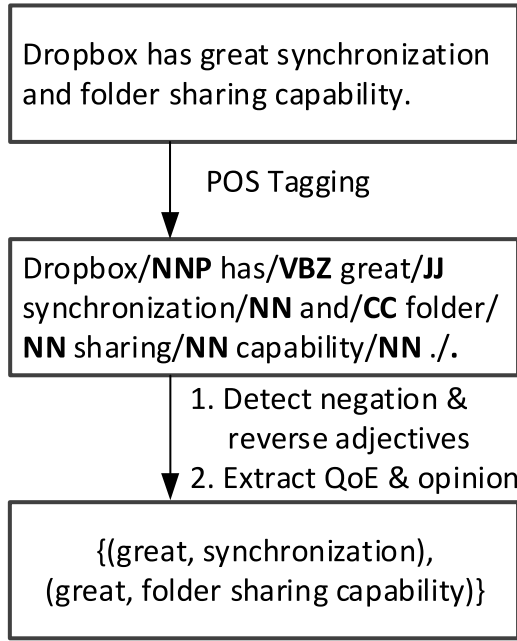 Dropbox has great synchronization
and folder sharing capability.
POS Tagging
Dropbox/NNP has/VBZ great/JJ
synchronization/NN and/CC folder/
NN sharing/NN capability/NN ./.
1. Detect negation &
reverse adjectives
2. Extract QoE & opinion
{(great, synchronization),
(great, folder sharing capability)}